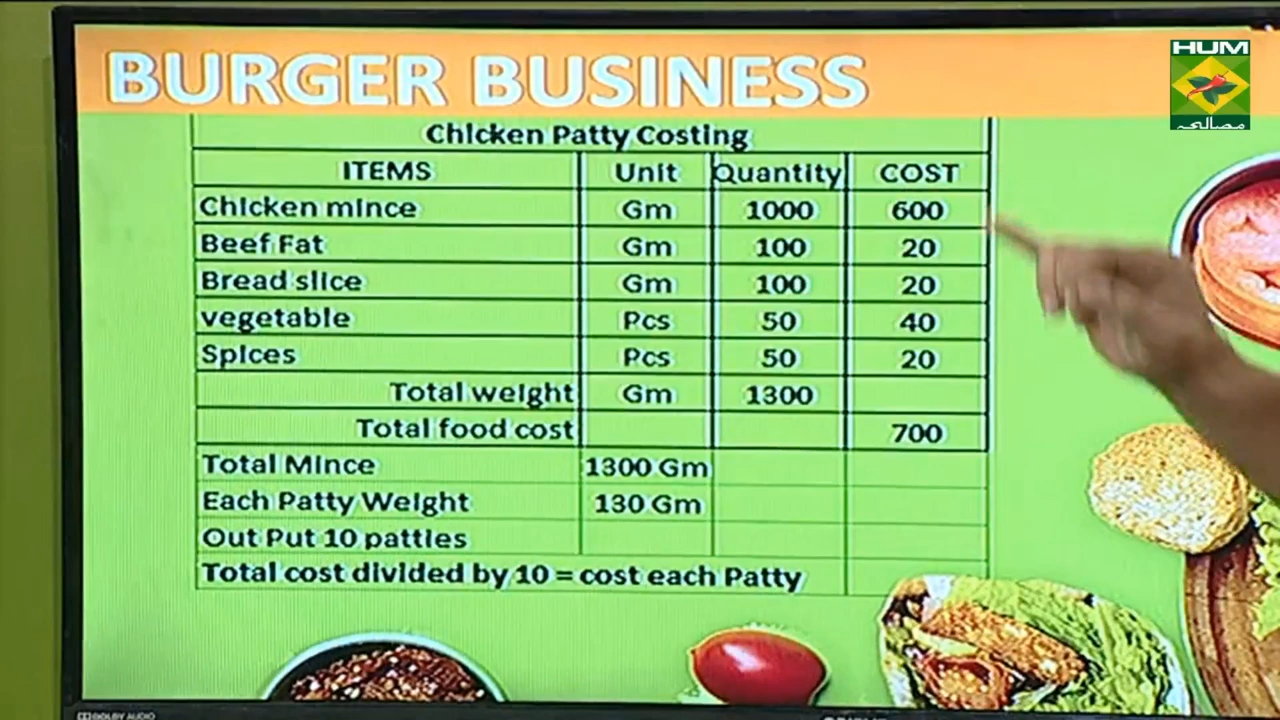 BURGER BUSINESS
HUM
مصالحہ
Chicken Patty Costing
ITEMS Unit Quantity COST
Chicken mince Gm 1000 600
Beef Fat Gm 100 20
Bread slice Gm 100 20
vegetable Pcs 50 40
Spices Pcs 50 20
Total weight Gm 1300
Total food cost 700
Total Mince 1300 Gm
Each Patty Weight 130 Gm
Out Put 10 patties
Total cost divided by 10 = cost each Patty
DOLBY AUDIO